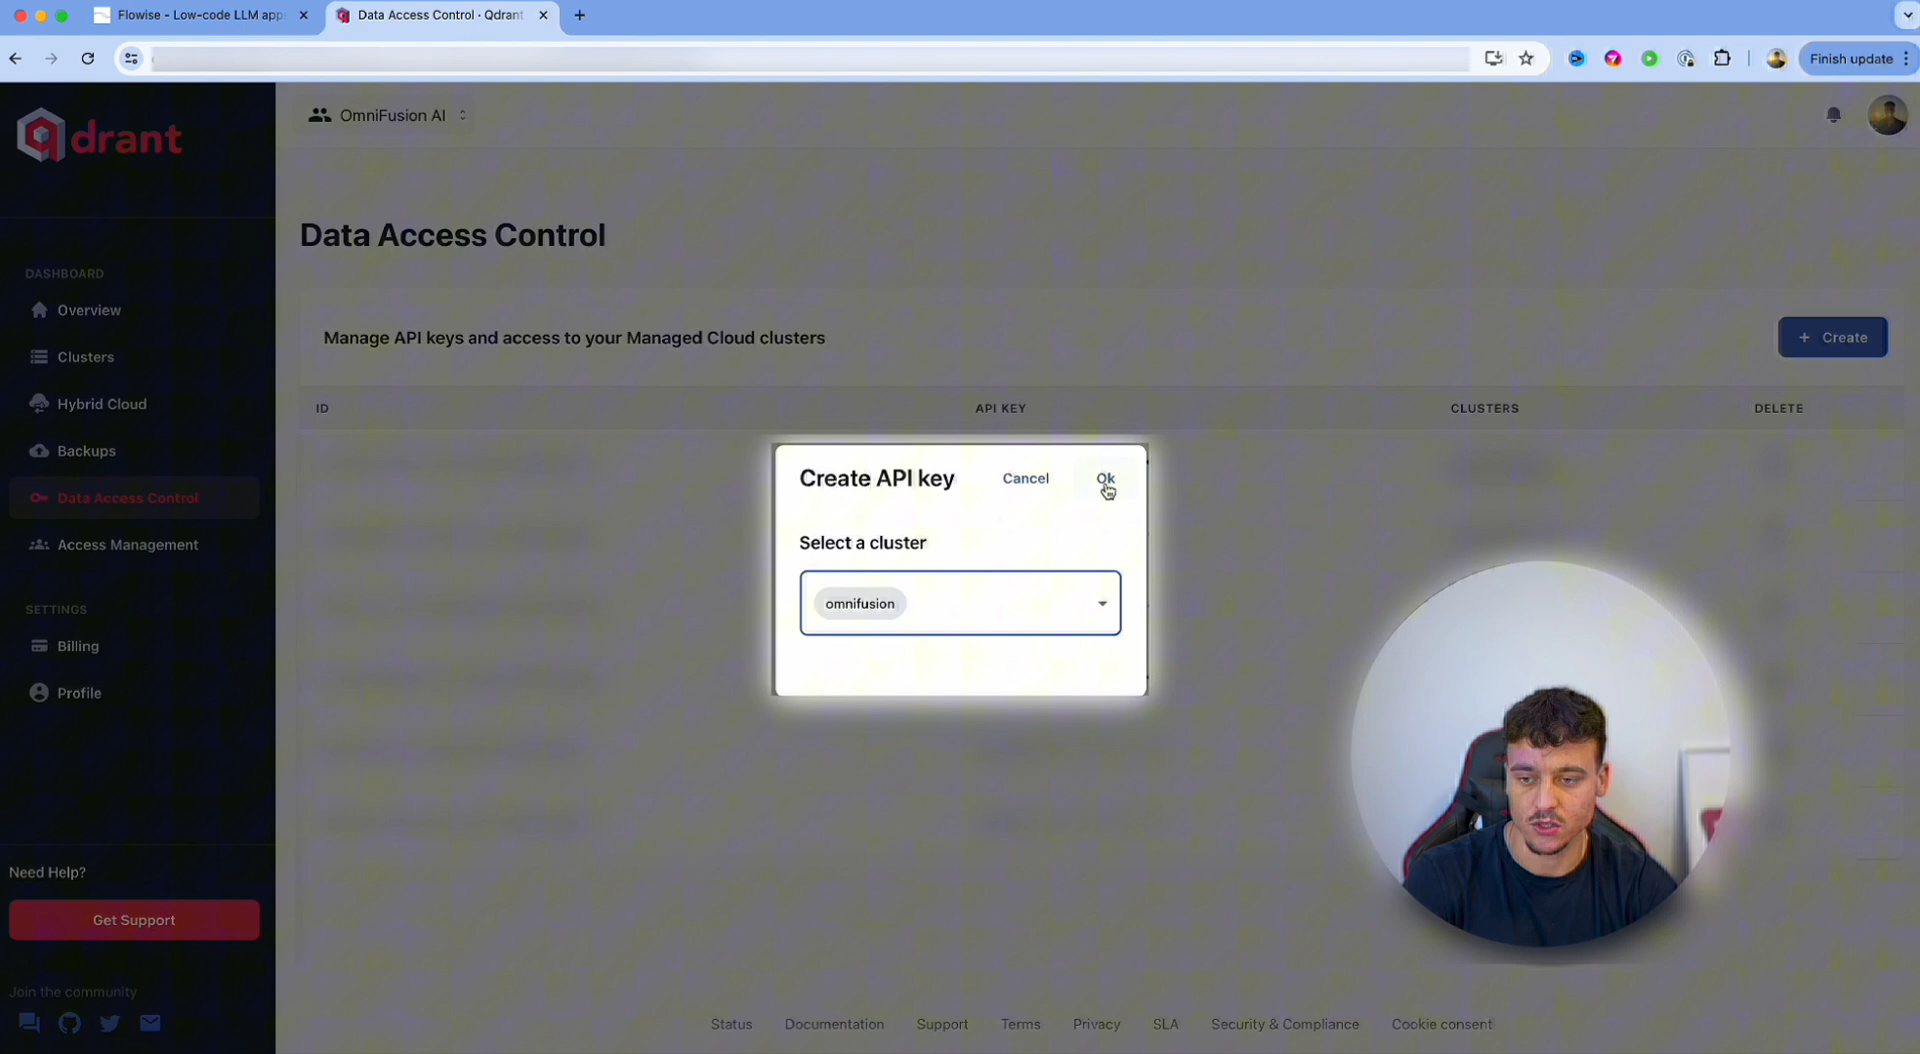 Flowise - Low-code LLM app
Data Access Control · Qdrant
Finish update
qdrant
OmniFusion AI
Data Access Control
DASHBOARD
Overview
Clusters
Hybrid Cloud
Backups
Data Access Control
Access Management
SETTINGS
Billing
Profile
Manage API keys and access to your Managed Cloud clusters
+ Create
ID
API KEY
CLUSTERS
DELETE
Create API key
Cancel
Ok
Select a cluster
omnifusion
Need Help?
Get Support
Join the community
Status
Documentation
Support
Terms
Privacy
SLA
Security & Compliance
Cookie consent